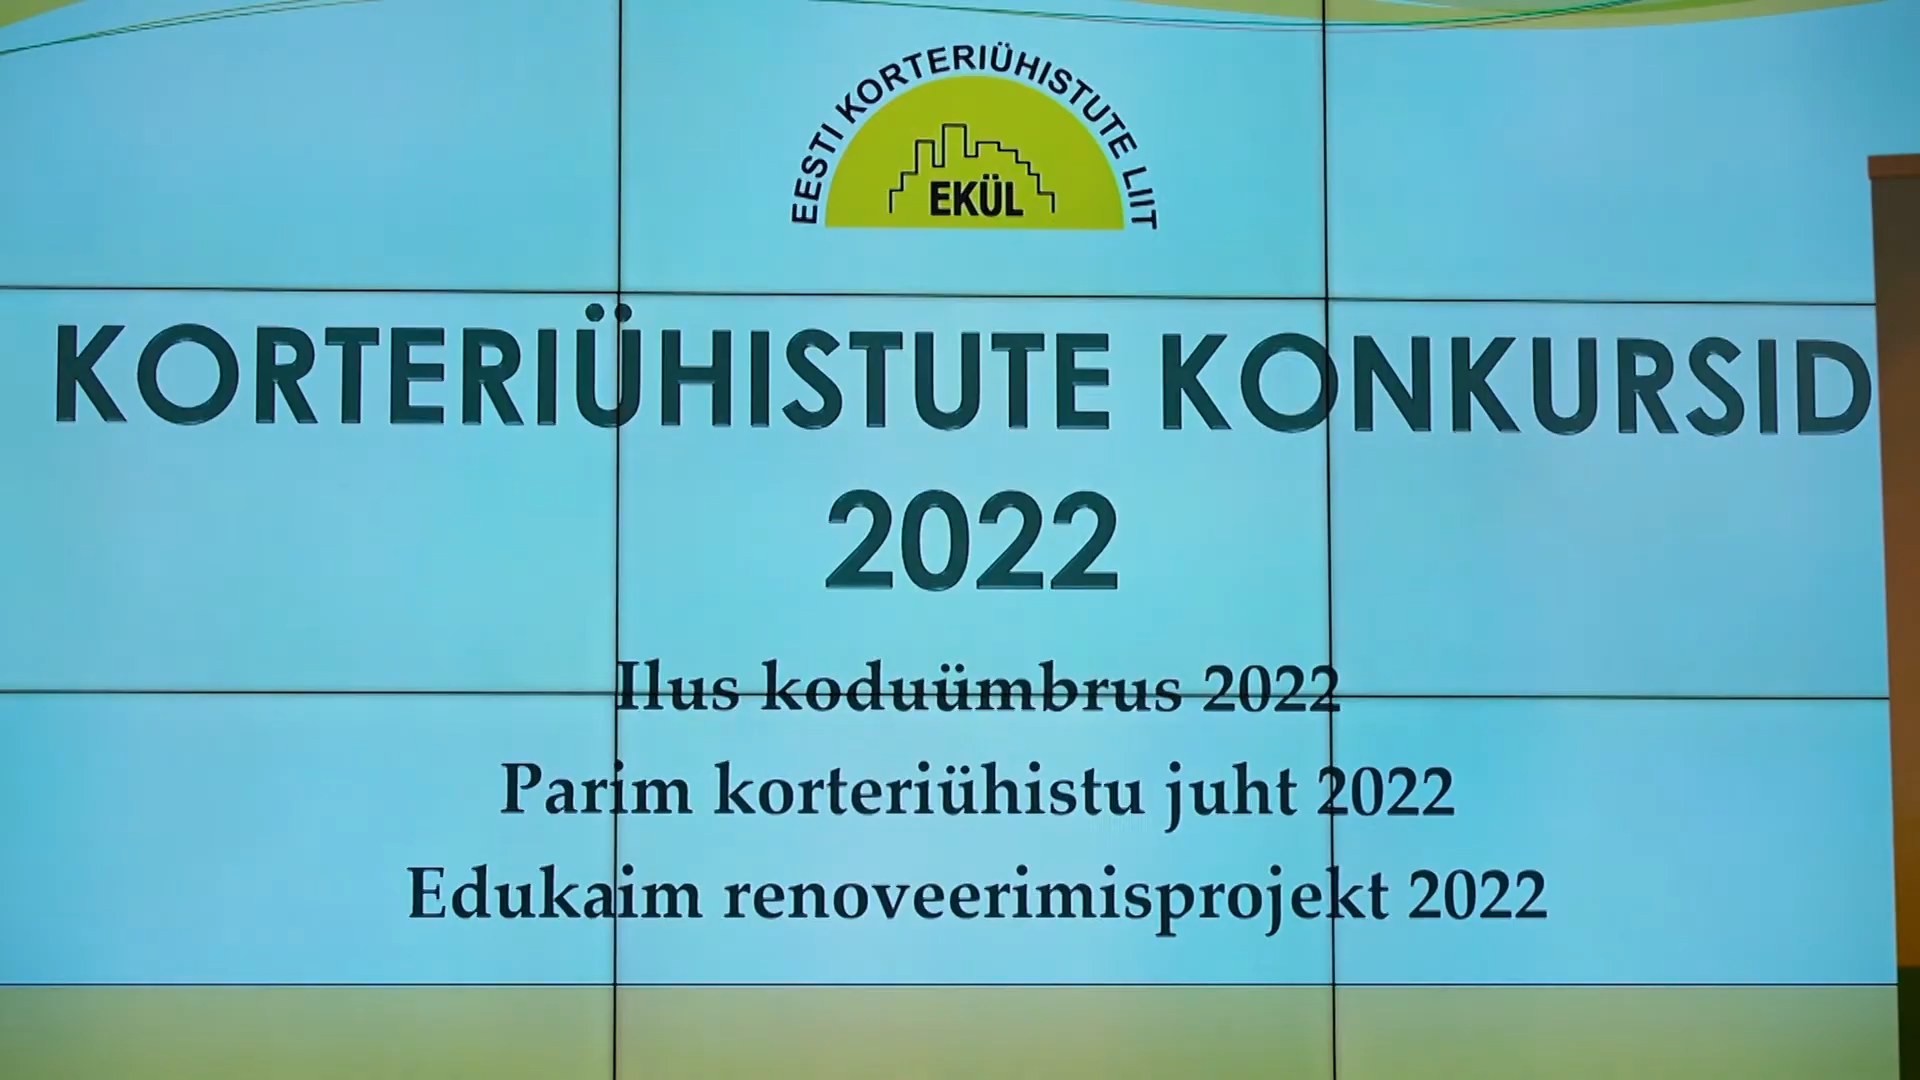 EESTI KORTERIÜHISTUTE LIIT
EKÜL
KORTERIÜHISTUTE KONKURSID
2022
Ilus koduümbrus 2022
Parim korteriühistu juht 2022
Edukaim renoveerimisprojekt 2022